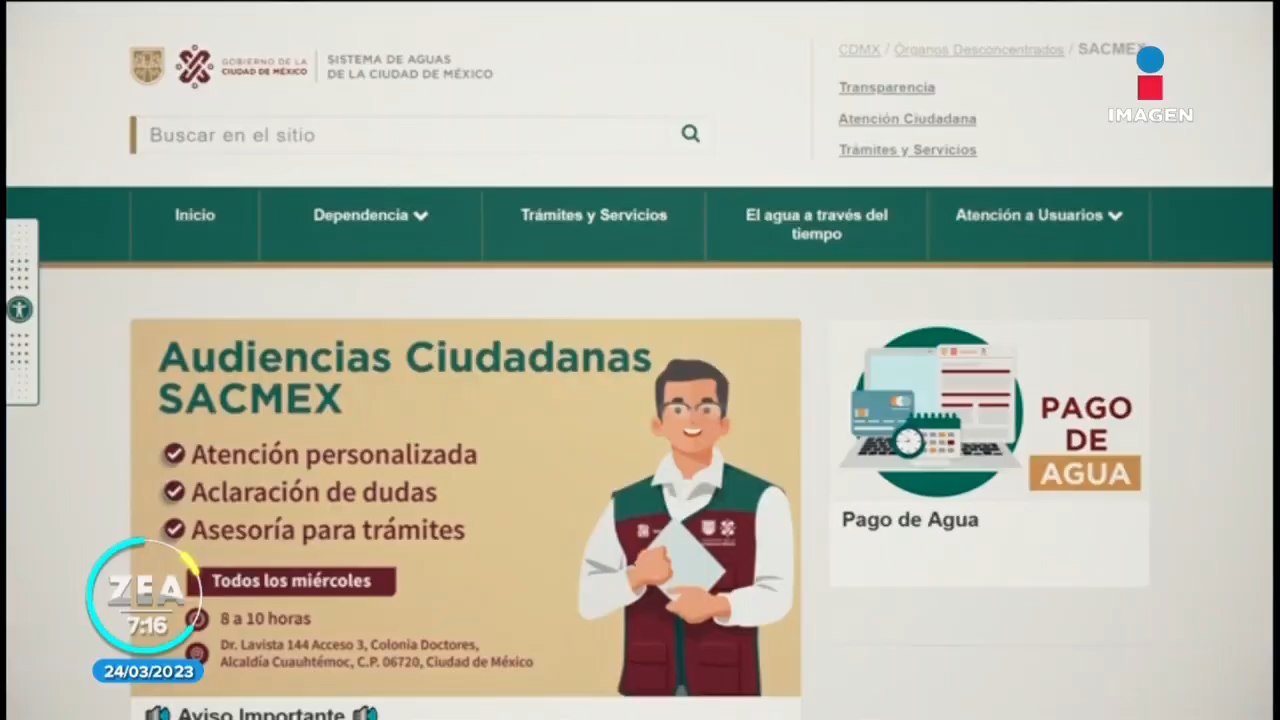 GOBIERNO DE LA
CIUDAD DE MÉXICO
SISTEMA DE AGUAS
DE LA CIUDAD DE MÉXICO
CDMX / Órganos Desconcentrados / SACMEX
Transparencia
Atención Ciudadana
Trámites y Servicios
IMAGEN
Buscar en el sitio
Inicio
Dependencia
Trámites y Servicios
El agua a través del
tiempo
Atención a Usuarios
Audiencias Ciudadanas
SACMEX
Atención personalizada
Aclaración de dudas
Asesoría para trámites
Todos los miércoles
8 a 10 horas
Dr. Lavista 144 Acceso 3, Colonia Doctores,
Alcaldía Cuauhtémoc, C.P. 06720, Ciudad de México
PAGO
DE
AGUA
Pago de Agua
ZEA
7:16
24/03/2023
Aviso Importante